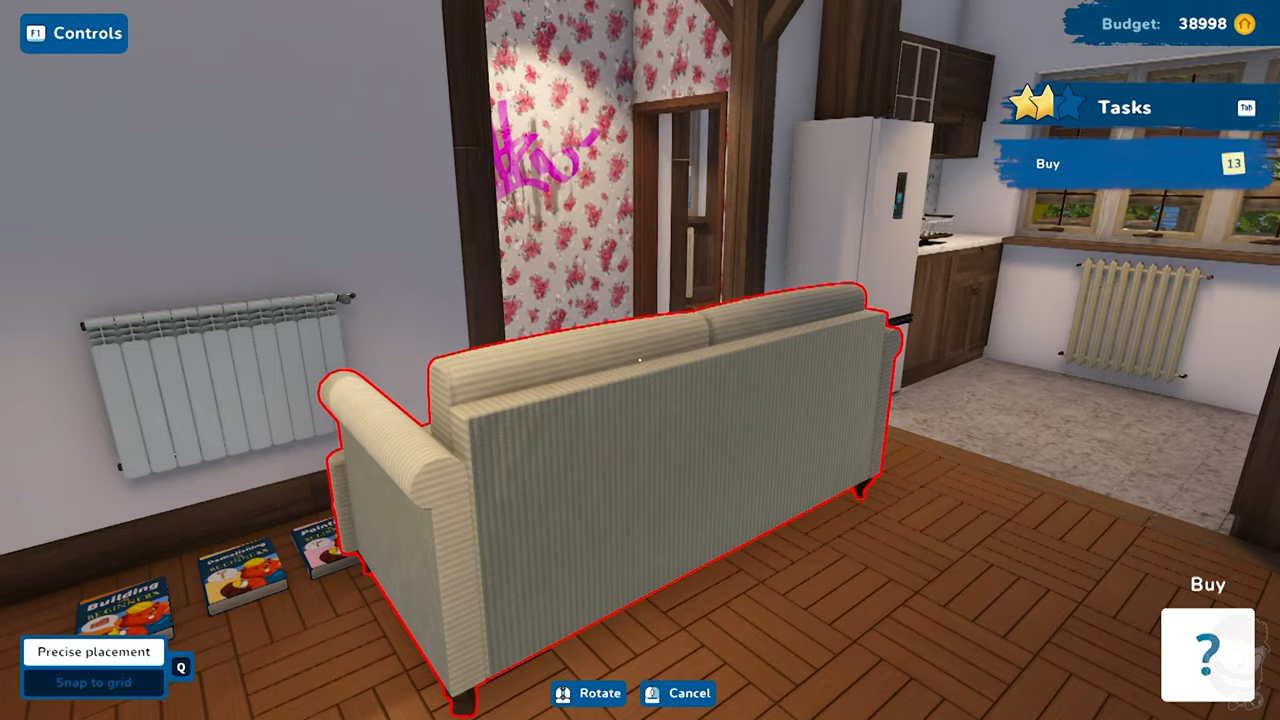 F1 Controls
Budget: 38998
Tasks Tab
Buy 13
Painting
Demolishing
BEGINNERS
Building
BEGINNERS
Precise placement
Q
Snap to grid
Rotate
Cancel
Buy
?